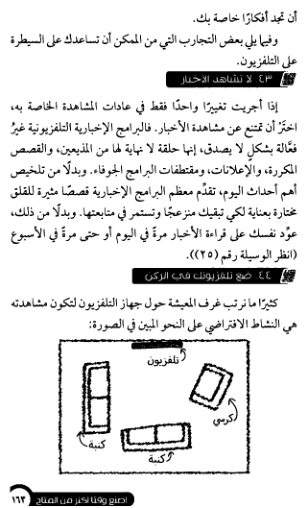 أن تجد أفكارًا خاصة بك.
وفيما يلي بعض التجارب التي من الممكن أن تساعدك على السيطرة
على التلفزيون.
٤٣. لا تشاهد الأخبار
إذا أجريت تغييرًا واحدًا فقط في عادات المشاهدة الخاصة به،
اختَرْ أن تمتنع عن مشاهدة الأخبار. فالبرامج الإخبارية التلفزيونية غيرُ
فعَّالة بشكلٍ لا يصدق، إنها حلقة لا نهاية لها من المذيعين، والقصص
المكررة، والإعلانات، ومقتطفات البرامج الجوفاء. وبدلًا من تلخيص
أهم أحداث اليوم، تقدِّم معظم البرامج الإخبارية قصصًا مثيرة للقلق
مختارة بعناية لكي تبقيك منزعجًا وتستمر في متابعتها. وبدلًا من ذلك،
عوِّد نفسك على قراءة الأخبار مرةً في اليوم أو حتى مرةً في الأسبوع
(انظر الوسيلة رقم (٢٥)).
٤٤. ضع تلفزيونك في الركن
كثيرًا ما نرتب غرف المعيشة حول جهاز التلفزيون لتكون مشاهدته
هي النشاط الافتراضي على النحو المبين في الصورة:
تلفزيون
كرسي
كنبة
كنبة
اصنع وقتًا أكثر من المتاح ١٦٣